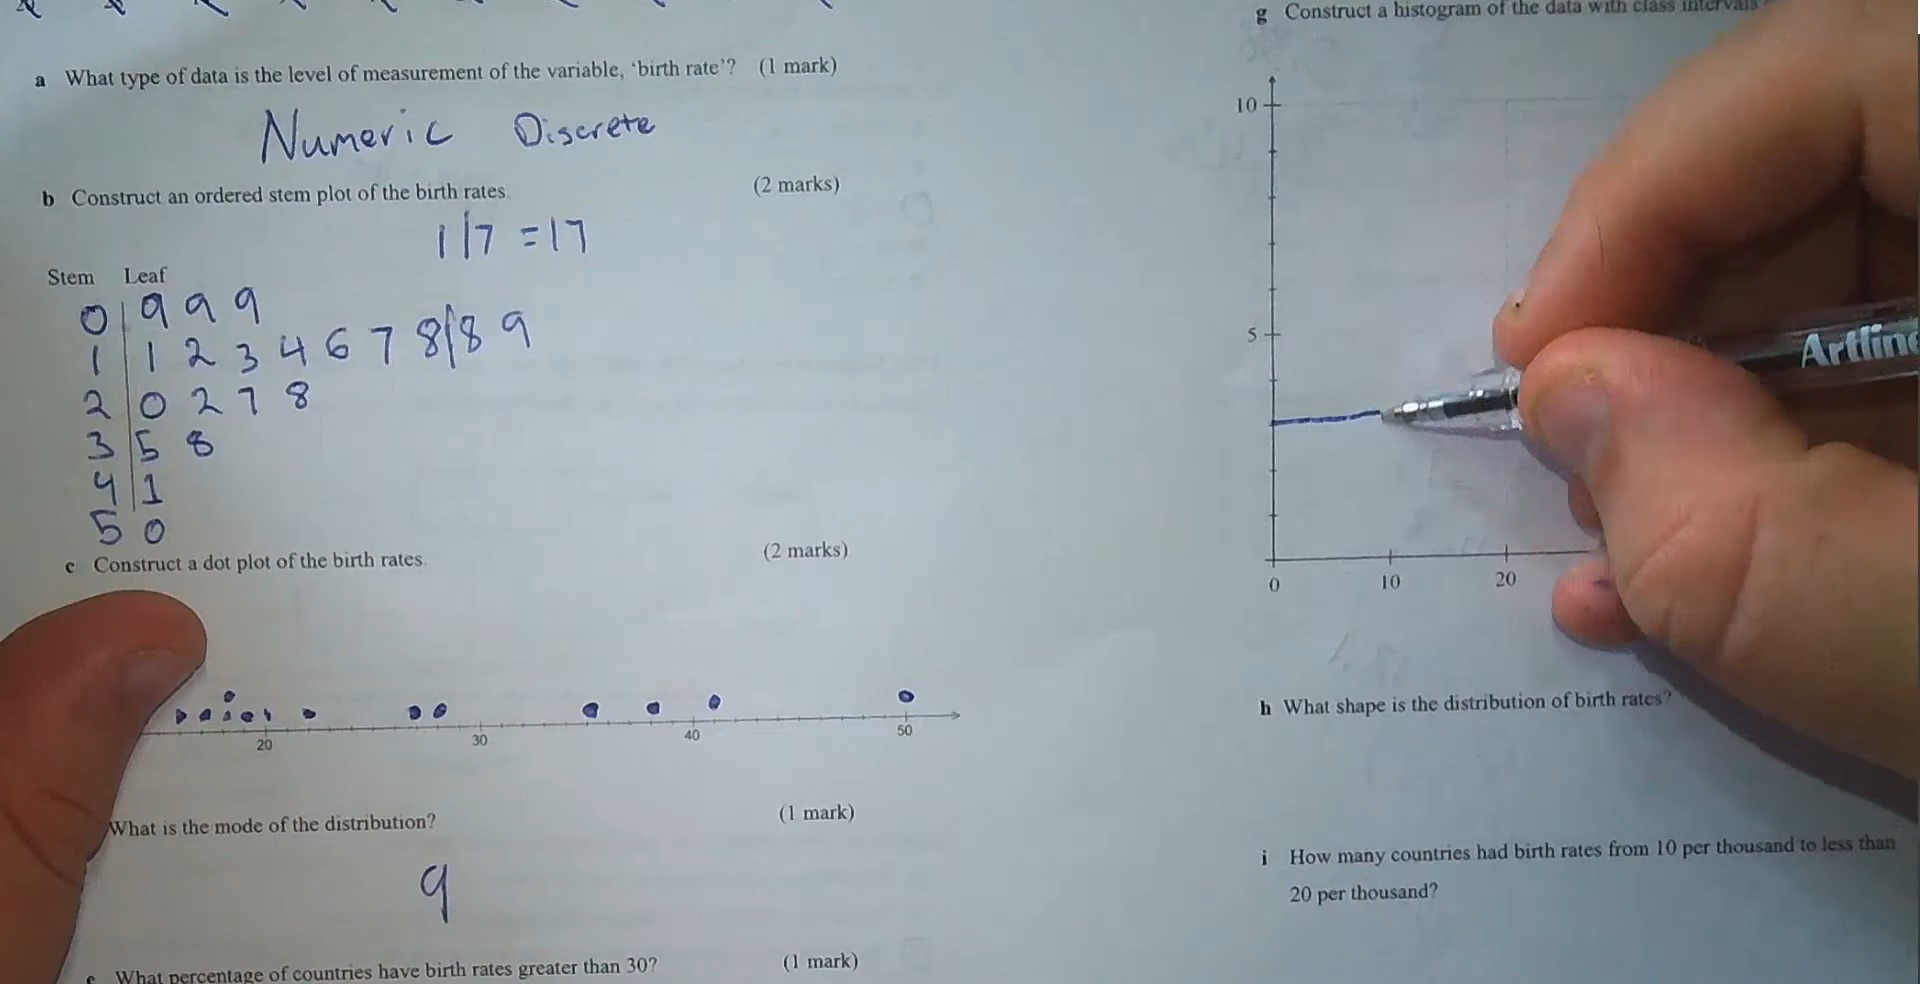 a What type of data is the level of measurement of the variable, 'birth rate'? (1 mark)
Numeric Discrete
b Construct an ordered stem plot of the birth rates. (2 marks)
1|7 = 17
Stem Leaf
0 | 9 9 9
1 | 1 2 3 4 6 7 8 8 9
2 | 0 2 7 8
3 | 5 8
4 | 1
5 0
c Construct a dot plot of the birth rates. (2 marks)
20 30 40 50
What is the mode of the distribution? (1 mark)
9
e What percentage of countries have birth rates greater than 30? (1 mark)
g Construct a histogram of the data with class intervals
10
5
0 10 20
Artline
h What shape is the distribution of birth rates?
i How many countries had birth rates from 10 per thousand to less than
20 per thousand?